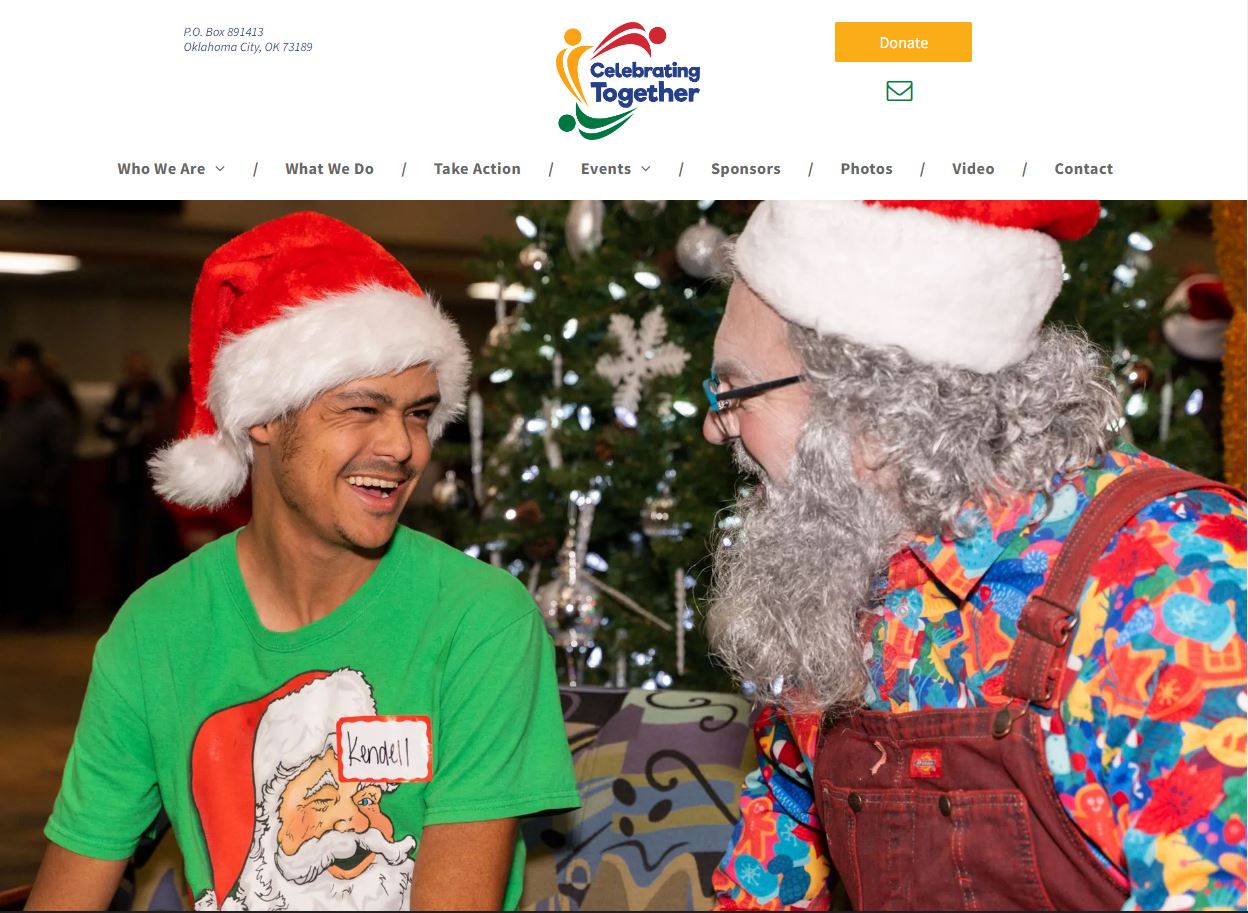 P.O. Box 891413
Oklahoma City, OK 73189
Celebrating
Together
Donate
Who We Are / What We Do / Take Action / Events / Sponsors / Photos / Video / Contact
Kendell